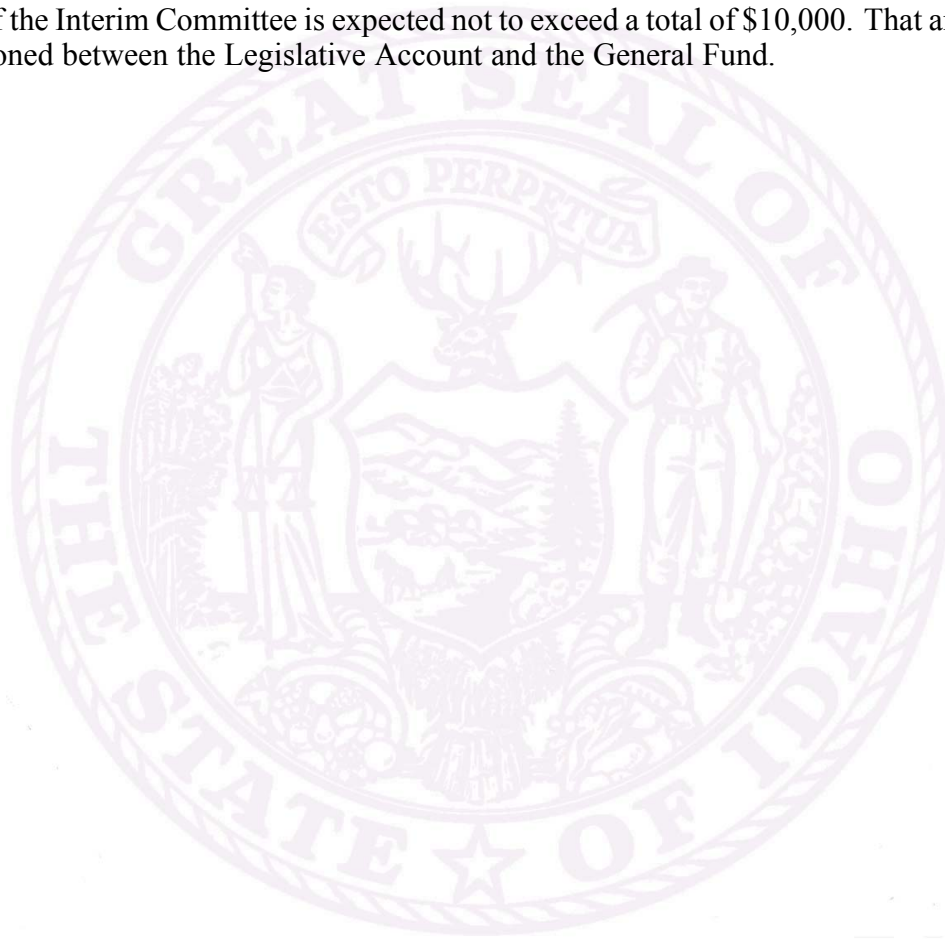 f the Interim Committee is expected not to exceed a total of $10,000. That a
oned between the Legislative Account and the General Fund.
GREAT SEAL OF
ESTO PERPETUA
THE STATE ★ OF IDAHO